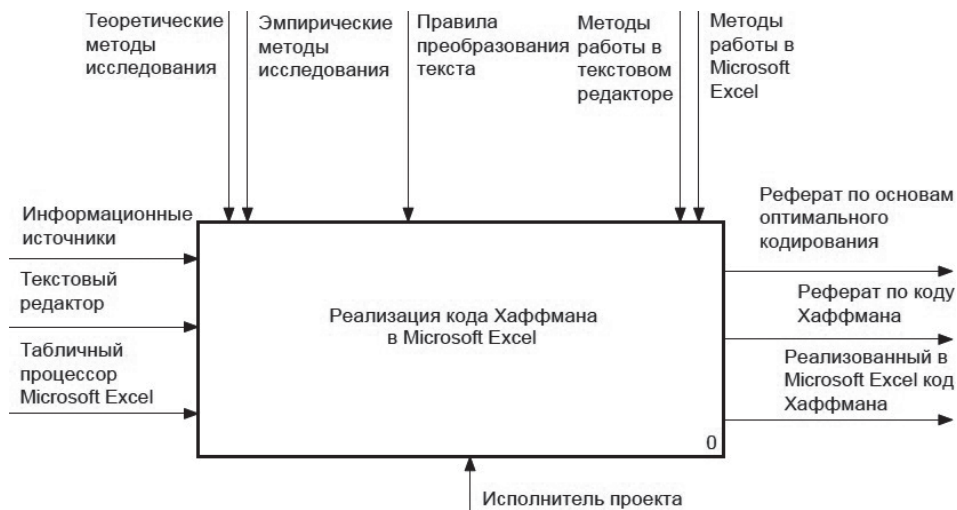 Теоретические
методы
исследования
Эмпирические
методы
исследования
Правила
преобразования
текста
Методы
работы в
текстовом
редакторе
Методы
работы в
Microsoft
Excel
Информационные
источники
Текстовый
редактор
Табличный
процессор
Microsoft Excel
Реализация кода Хаффмана
в Microsoft Excel
0
Реферат по основам
оптимального
кодирования
Реферат по коду
Хаффмана
Реализованный в
Microsoft Excel код
Хаффмана
Исполнитель проекта